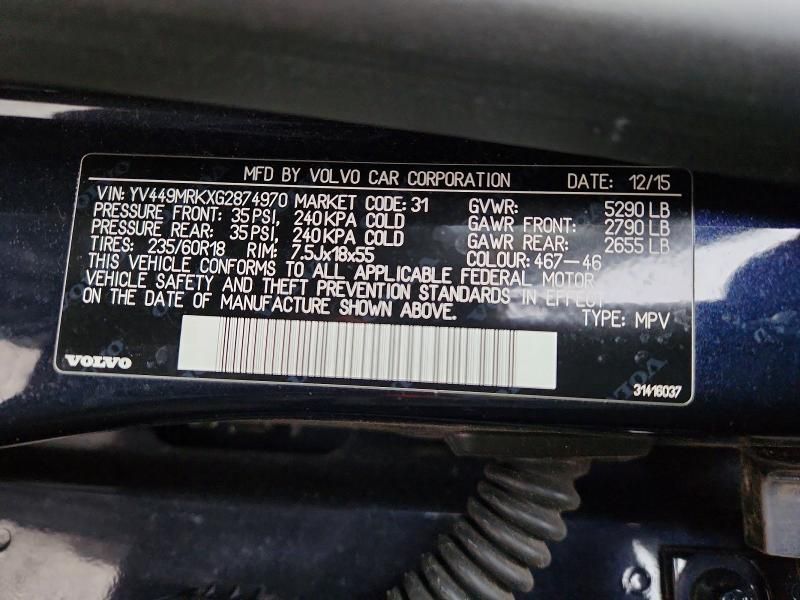 MFD BY VOLVO CAR CORPORATION DATE: 12/15
VIN: YV449MRKXG2874970 MARKET CODE: 31 GVWR: 5290 LB
PRESSURE FRONT: 35 PSI, 240 KPA COLD GAWR FRONT: 2790 LB
PRESSURE REAR: 35 PSI, 240 KPA COLD GAWR REAR: 2655 LB
TIRES: 235/60R18 RIM: 7.5Jx18x55 COLOUR: 467-46
THIS VEHICLE CONFORMS TO ALL APPLICABLE FEDERAL MOTOR
VEHICLE SAFETY AND THEFT PREVENTION STANDARDS IN EFFECT
ON THE DATE OF MANUFACTURE SHOWN ABOVE. TYPE: MPV
VOLVO
31416037